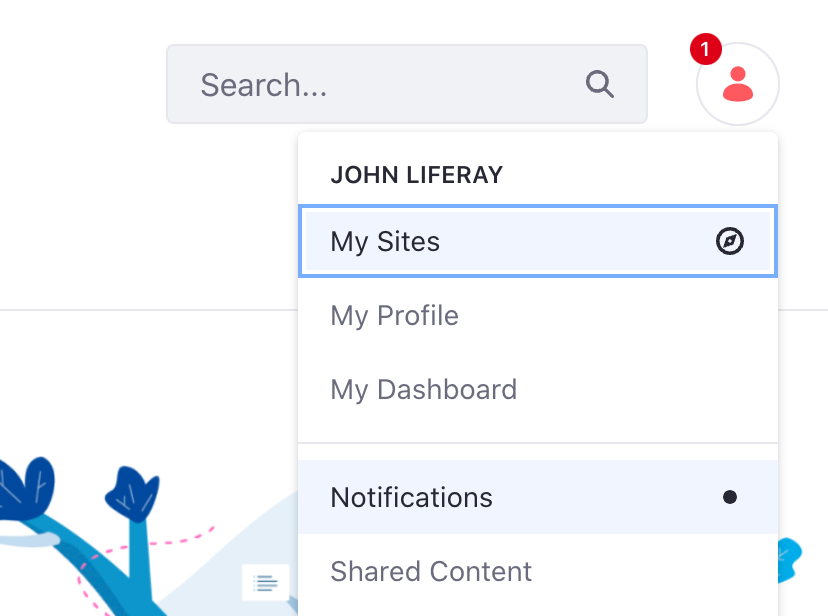 Search...
1
JOHN LIFERAY
My Sites
My Profile
My Dashboard
Notifications
Shared Content